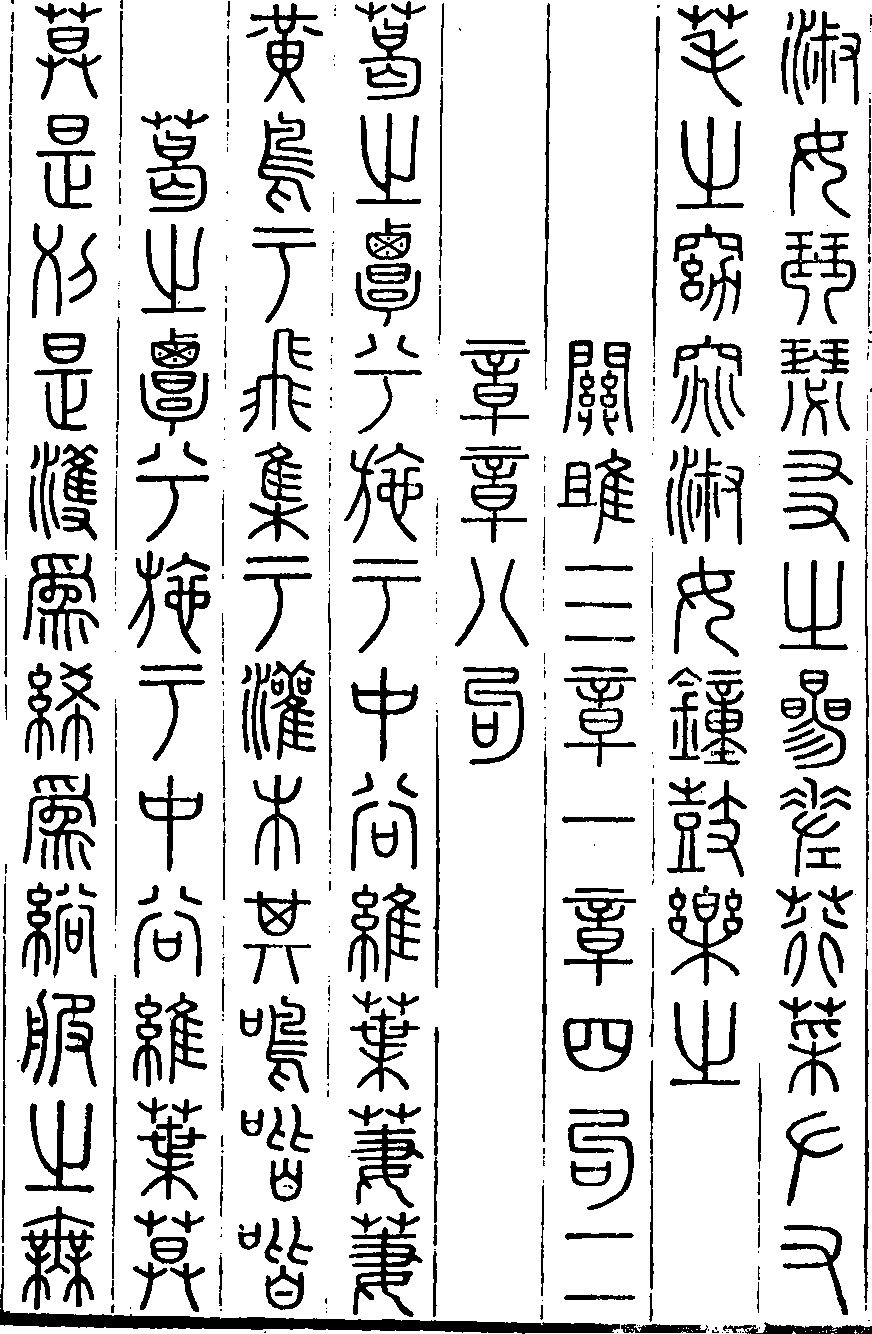 淑女琴瑟友之參差荇菜左右
芼之窈窕淑女鐘鼓樂之
關雎三章一章四句二
章章八句
葛之覃兮施于中谷維葉萋萋
黃鳥于飛集于灌木其鳴喈喈
葛之覃兮施于中谷維葉莫
莫是刈是濩為絺為綌服之無